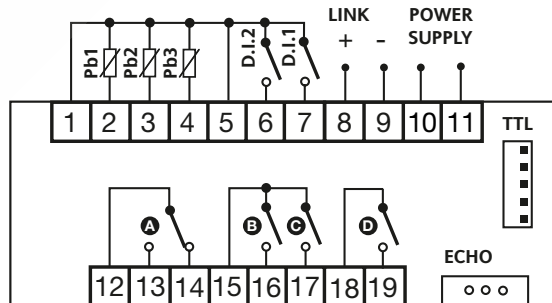 LINK POWER
+ - SUPPLY
Pb1 Pb2 Pb3 D.I.2 D.I.1
1 2 3 4 5 6 7 8 9 10 11
TTL
A B C D
ECHO
12 13 14 15 16 17 18 19